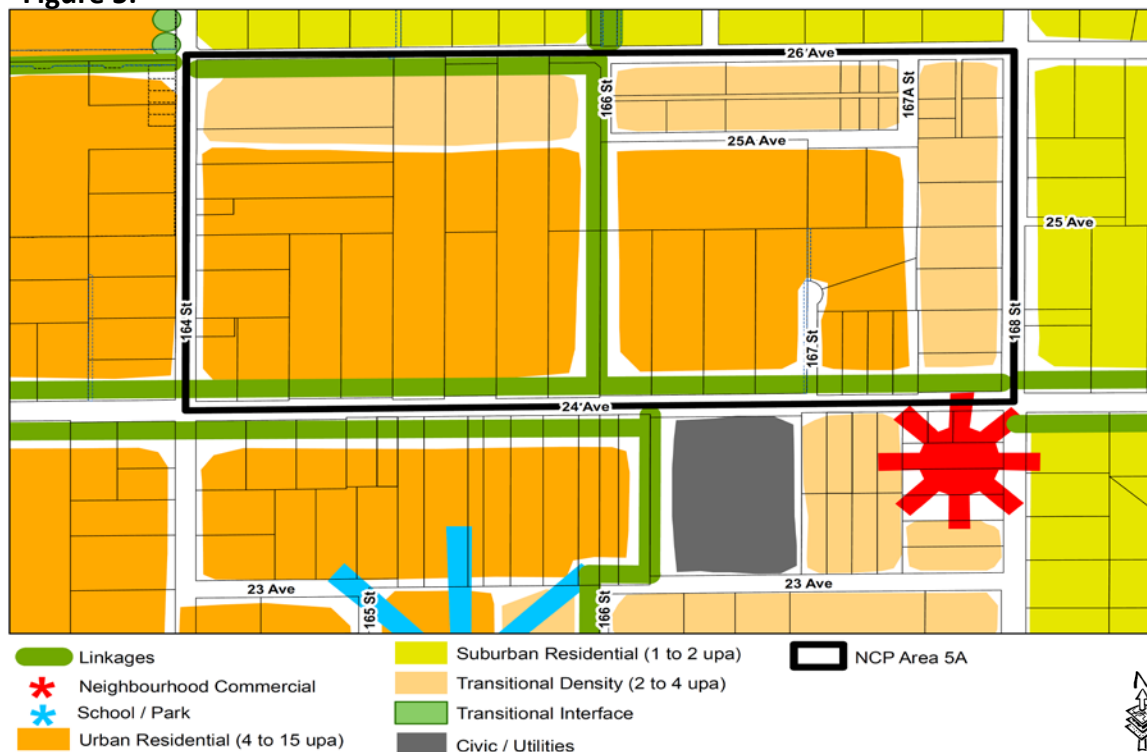 26 Ave
166 St
167A St
25A Ave
25 Ave
164 St
167 St
168 St
24 Ave
23 Ave
23 Ave
165 St
166 St
Linkages
Neighbourhood Commercial
School / Park
Urban Residential (4 to 15 upa)
Suburban Residential (1 to 2 upa)
Transitional Density (2 to 4 upa)
Transitional Interface
Civic / Utilities
NCP Area 5A
N